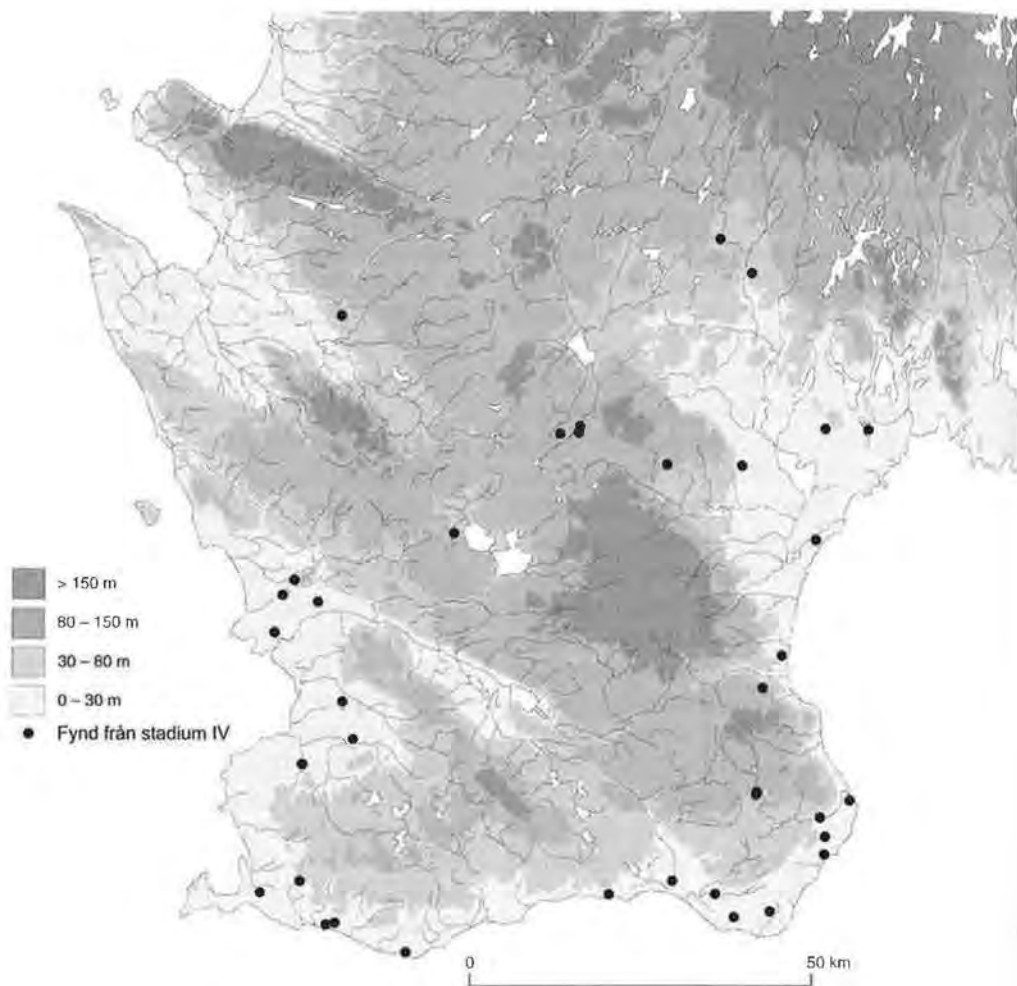 > 150 m
80 – 150 m
30 – 80 m
0 – 30 m
Fynd från stadium IV
0 50 km